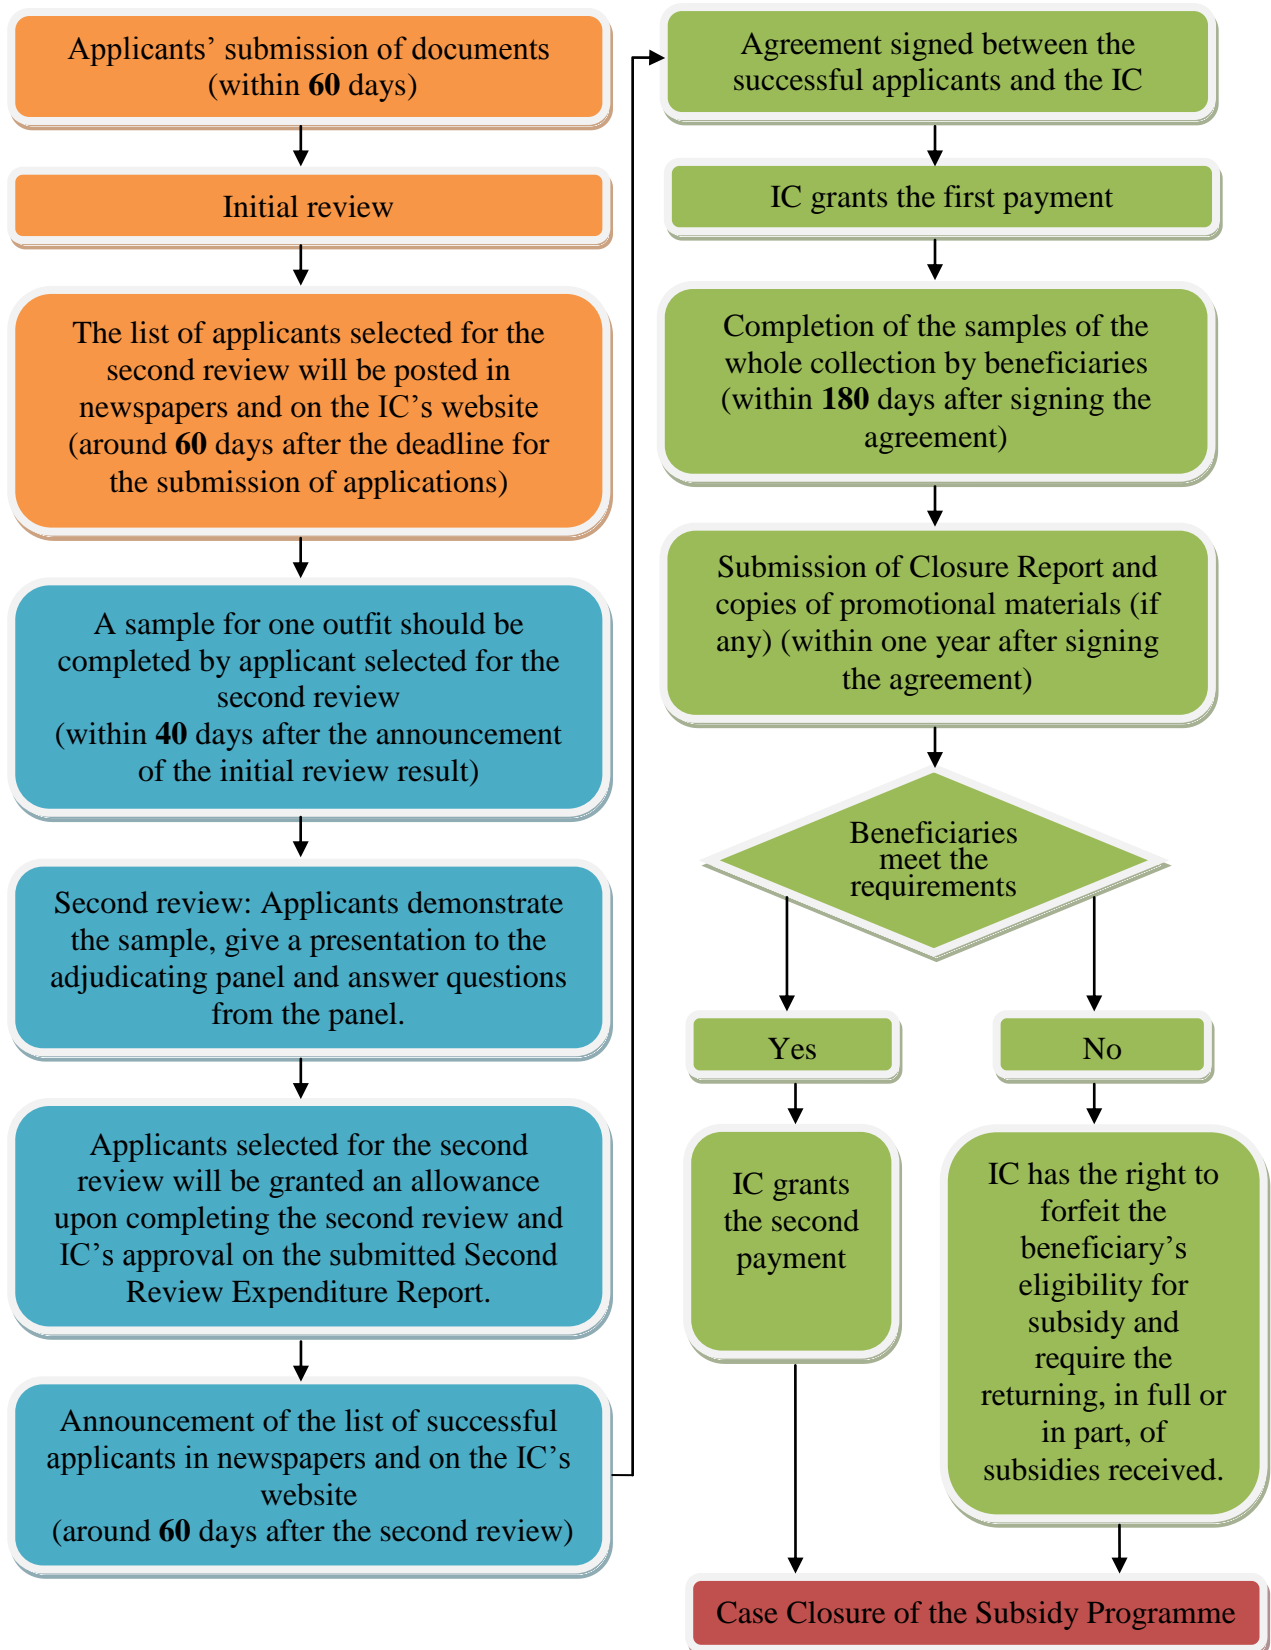 Applicants’ submission of documents
(within 60 days)
Initial review
The list of applicants selected for the
second review will be posted in
newspapers and on the IC’s website
(around 60 days after the deadline for
the submission of applications)
A sample for one outfit should be
completed by applicant selected for the
second review
(within 40 days after the announcement
of the initial review result)
Second review: Applicants demonstrate
the sample, give a presentation to the
adjudicating panel and answer questions
from the panel.
Applicants selected for the second
review will be granted an allowance
upon completing the second review and
IC’s approval on the submitted Second
Review Expenditure Report.
Announcement of the list of successful
applicants in newspapers and on the IC’s
website
(around 60 days after the second review)
Agreement signed between the
successful applicants and the IC
IC grants the first payment
Completion of the samples of the
whole collection by beneficiaries
(within 180 days after signing the
agreement)
Submission of Closure Report and
copies of promotional materials (if
any) (within one year after signing
the agreement)
Beneficiaries
meet the
requirements
Yes
No
IC grants
the second
payment
IC has the right to
forfeit the
beneficiary’s
eligibility for
subsidy and
require the
returning, in full or
in part, of
subsidies received.
Case Closure of the Subsidy Programme